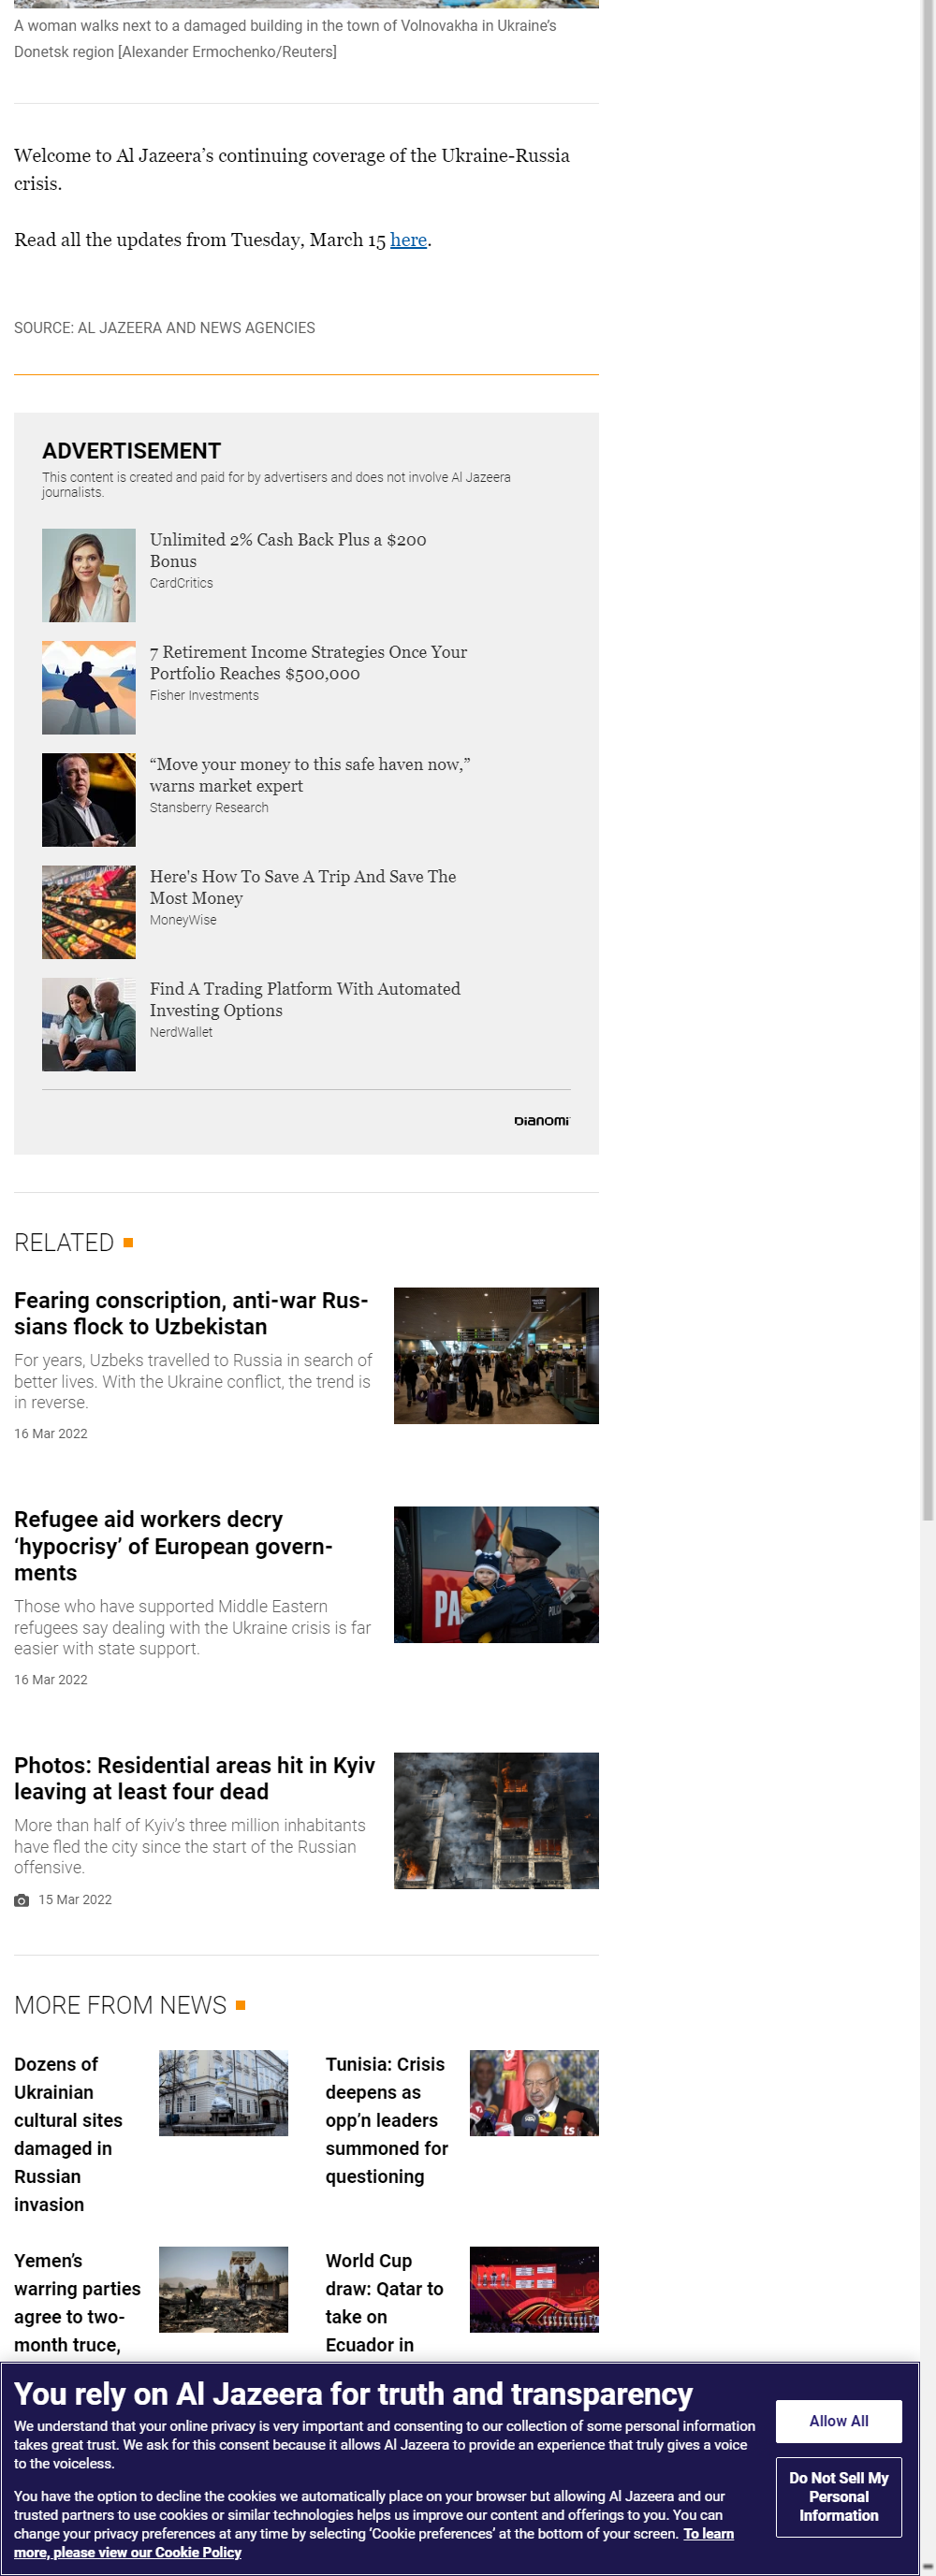 A woman walks next to a damaged building in the town of Volnovakha in Ukraine’s
Donetsk region [Alexander Ermochenko/Reuters]
Welcome to Al Jazeera’s continuing coverage of the Ukraine-Russia
crisis.
Read all the updates from Tuesday, March 15 here.
SOURCE: AL JAZEERA AND NEWS AGENCIES
ADVERTISEMENT
This content is created and paid for by advertisers and does not involve Al Jazeera
journalists.
Unlimited 2% Cash Back Plus a $200
Bonus
CardCritics
7 Retirement Income Strategies Once Your
Portfolio Reaches $500,000
Fisher Investments
“Move your money to this safe haven now,”
warns market expert
Stansberry Research
Here's How To Save A Trip And Save The
Most Money
MoneyWise
Find A Trading Platform With Automated
Investing Options
NerdWallet
Dianomi
RELATED
Fearing conscription, anti-war Rus-
sians flock to Uzbekistan
For years, Uzbeks travelled to Russia in search of
better lives. With the Ukraine conflict, the trend is
in reverse.
16 Mar 2022
Refugee aid workers decry
‘hypocrisy’ of European govern-
ments
Those who have supported Middle Eastern
refugees say dealing with the Ukraine crisis is far
easier with state support.
16 Mar 2022
PA
Photos: Residential areas hit in Kyiv
leaving at least four dead
More than half of Kyiv’s three million inhabitants
have fled the city since the start of the Russian
offensive.
15 Mar 2022
MORE FROM NEWS
Dozens of
Ukrainian
cultural sites
damaged in
Russian
invasion
Tunisia: Crisis
deepens as
opp’n leaders
summoned for
questioning
ts
Yemen’s
warring parties
agree to two-
month truce,
World Cup
draw: Qatar to
take on
Ecuador in
You rely on Al Jazeera for truth and transparency
We understand that your online privacy is very important and consenting to our collection of some personal information
takes great trust. We ask for this consent because it allows Al Jazeera to provide an experience that truly gives a voice
to the voiceless.
You have the option to decline the cookies we automatically place on your browser but allowing Al Jazeera and our
trusted partners to use cookies or similar technologies helps us improve our content and offerings to you. You can
change your privacy preferences at any time by selecting ‘Cookie preferences’ at the bottom of your screen. To learn
more, please view our Cookie Policy
Allow All
Do Not Sell My
Personal
Information